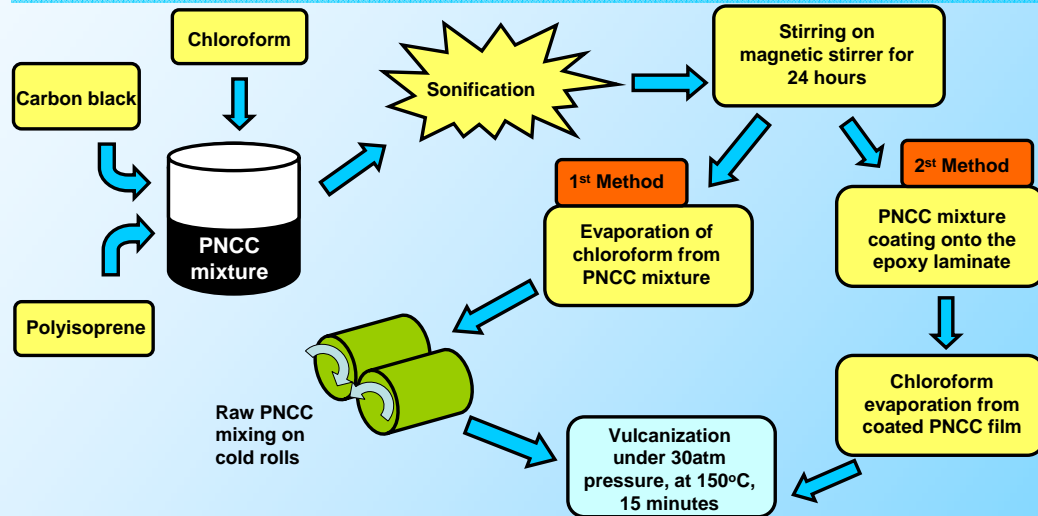 Chloroform
Carbon black
Polyisoprene
PNCC
mixture
Sonification
Stirring on
magnetic stirrer for
24 hours
1st Method
Evaporation of
chloroform from
PNCC mixture
Raw PNCC
mixing on
cold rolls
2st Method
PNCC mixture
coating onto the
epoxy laminate
Chloroform
evaporation from
coated PNCC film
Vulcanization
under 30atm
pressure, at 150oC,
15 minutes